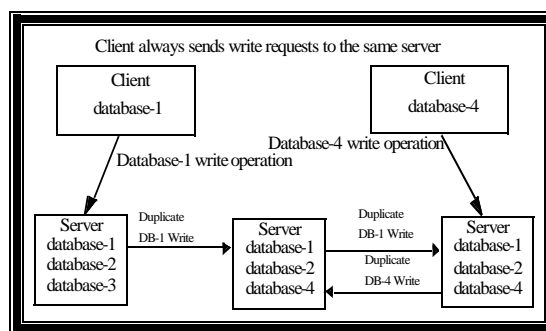 Client always sends write requests to the same server
Client
database-1
Client
database-4
Database-1 write operation
Database-4 write operation
Server
database-1
database-2
database-3
Duplicate
DB-1 Write
Server
database-1
database-2
database-4
Duplicate
DB-1 Write
Duplicate
DB-4 Write
Server
database-1
database-2
database-4